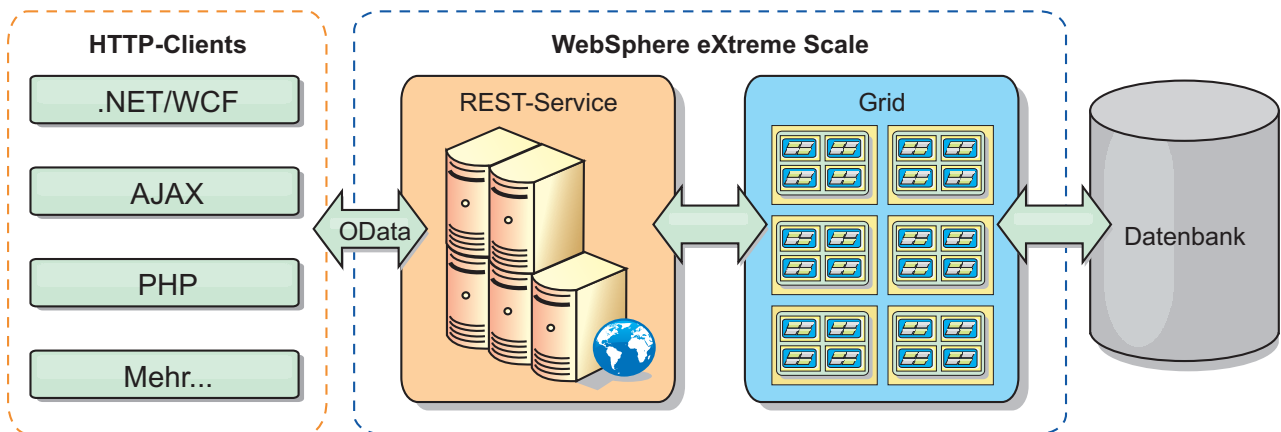 HTTP-Clients
.NET/WCF
AJAX
PHP
Mehr...
OData
WebSphere eXtreme Scale
REST-Service
Grid
Datenbank